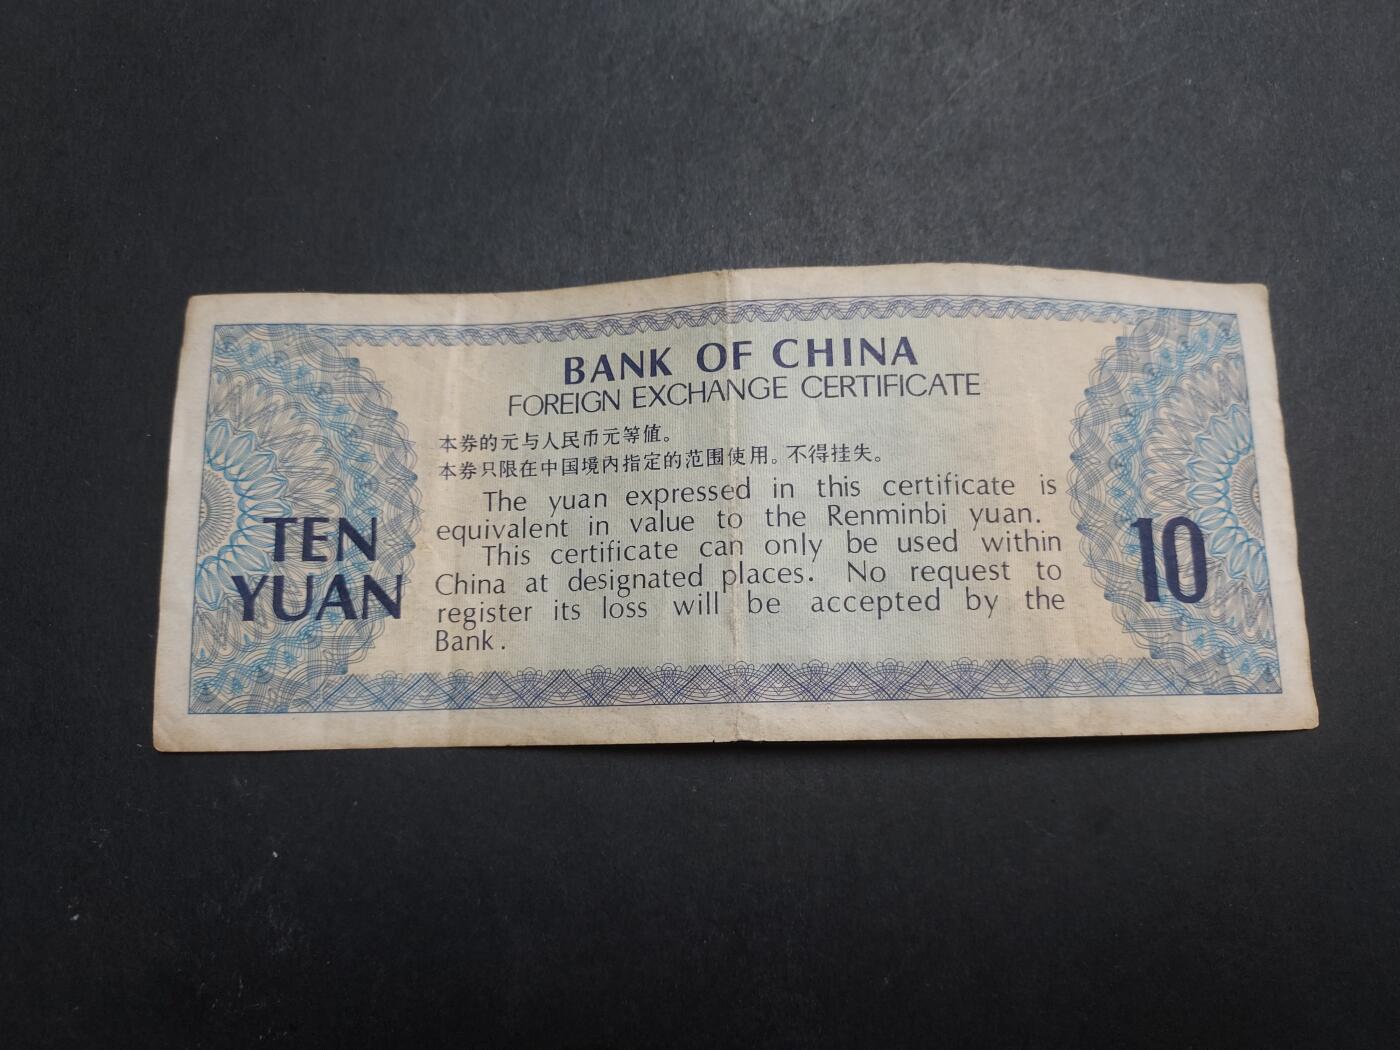 BANK OF CHINA
FOREIGN EXCHANGE CERTIFICATE
本券的元与人民币元等值。
本券只限在中国境内指定的范围使用。不得挂失。
The yuan expressed in this certificate is
equivalent in value to the Renminbi yuan.
This certificate can only be used within
China at designated places. No request to
register its loss will be accepted by the
Bank.
TEN
YUAN
10